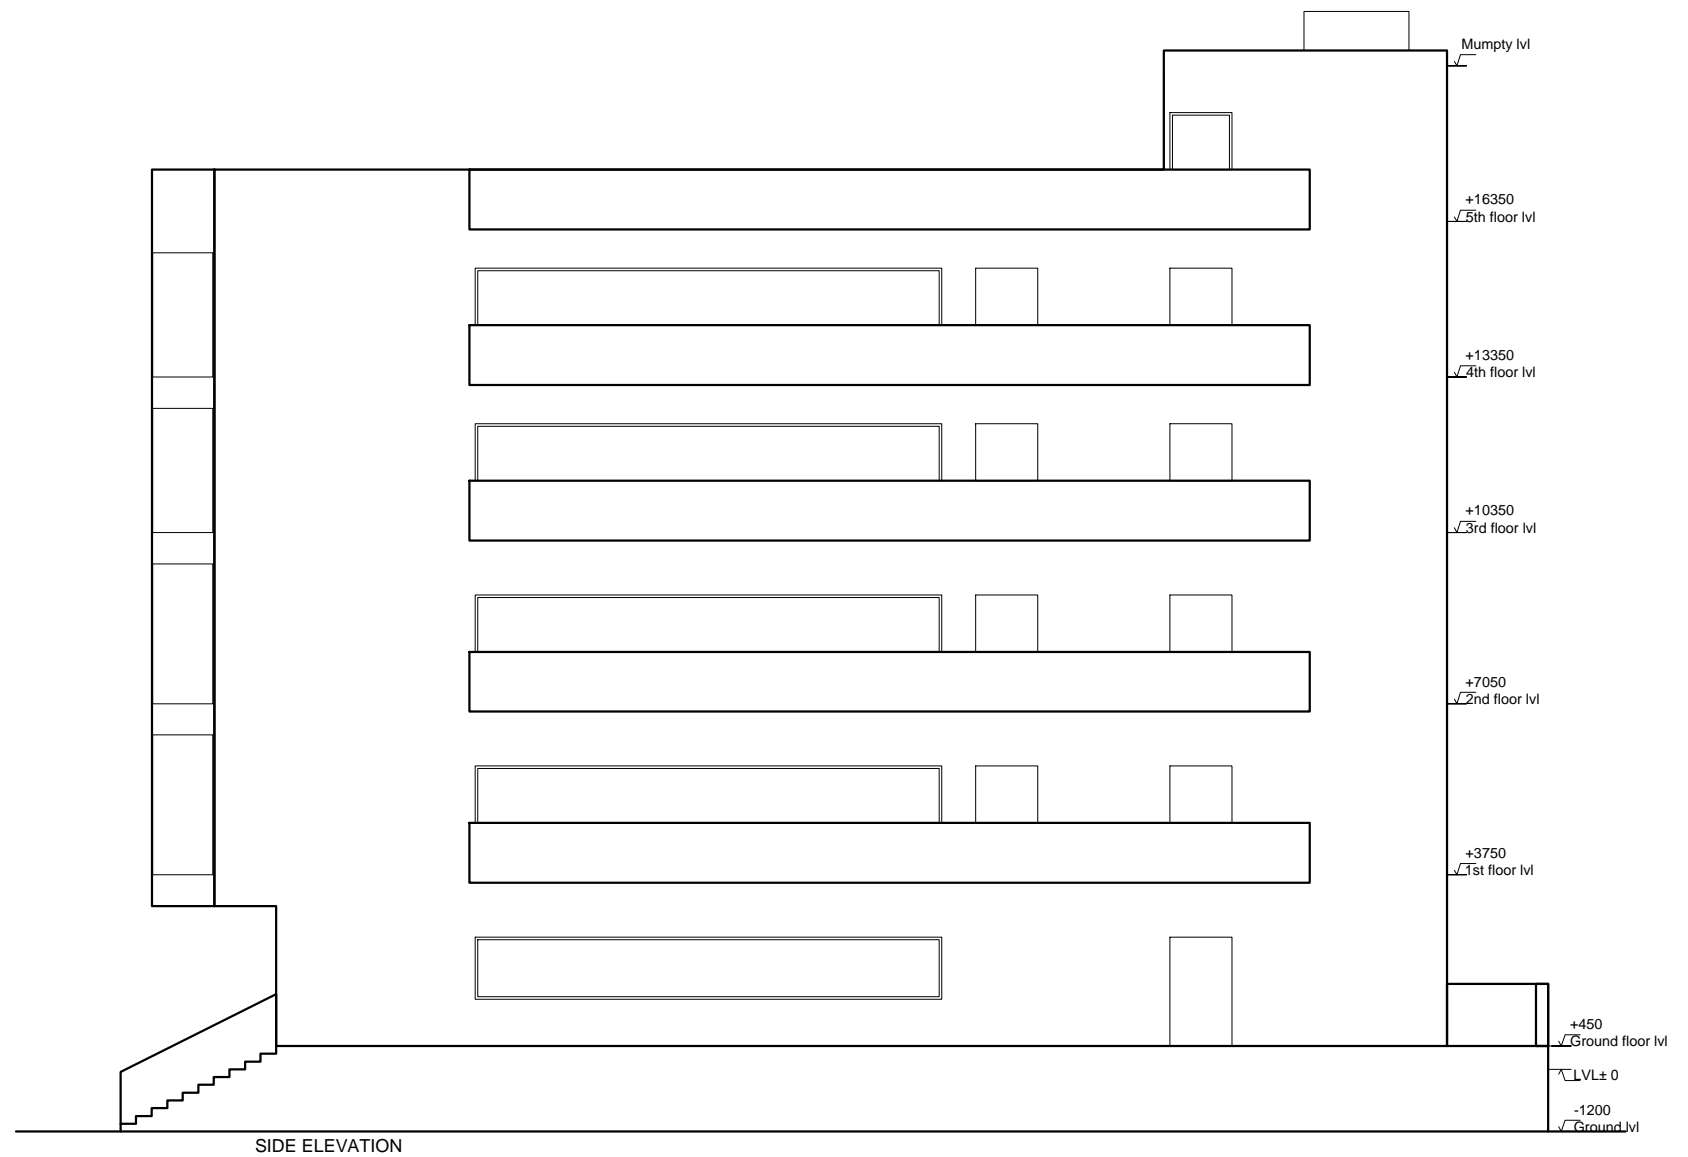 Mumpty lvl
+16350
5th floor lvl
+13350
4th floor lvl
+10350
3rd floor lvl
+7050
2nd floor lvl
+3750
1st floor lvl
+450
Ground floor lvl
LVL± 0
-1200
Ground lvl
SIDE ELEVATION